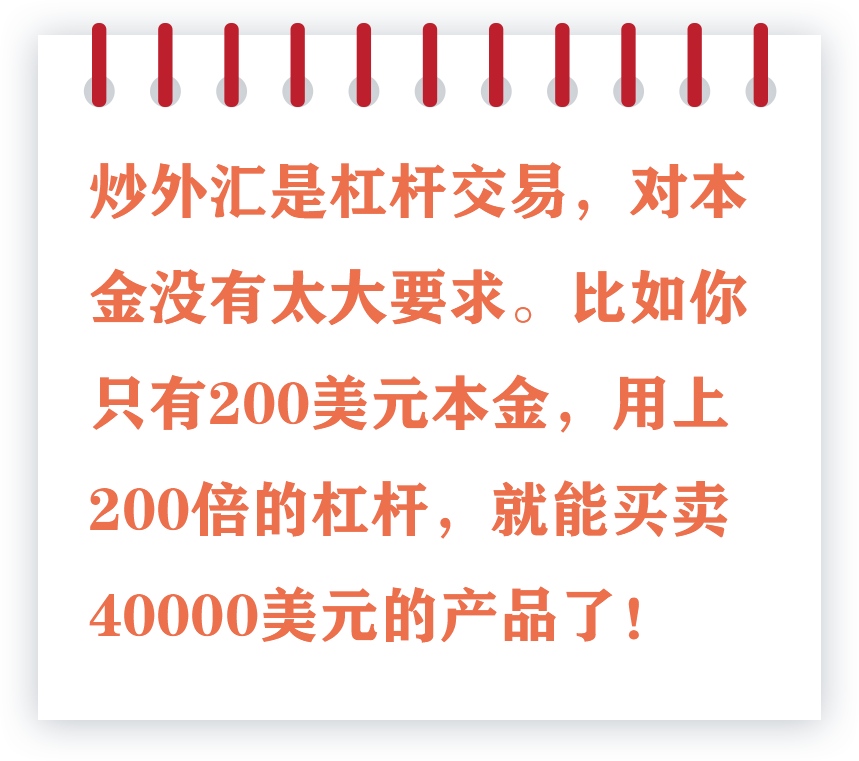 炒外汇是杠杆交易，对本
金没有太大要求。比如你
只有200美元本金，用上
200倍的杠杆，就能买卖
40000美元的产品了！